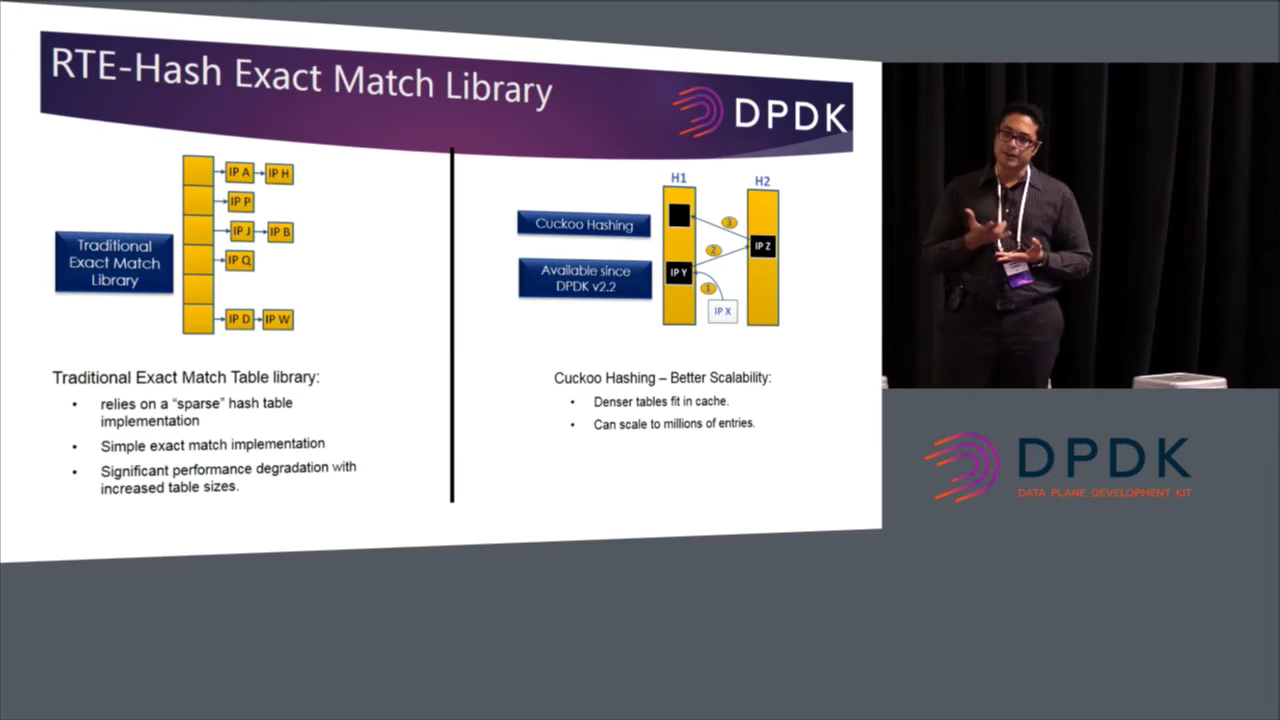 RTE-Hash Exact Match Library
DPDK
Traditional
Exact Match
Library
IP A
IP H
IP P
IP J
IP B
IP Q
IP D
IP W
Traditional Exact Match Table library:
• relies on a “sparse” hash table
implementation
• Simple exact match implementation
• Significant performance degradation with
increased table sizes.
Cuckoo Hashing
Available since
DPDK v2.2
H1
H2
3
2
IP Z
IP Y
1
IP X
Cuckoo Hashing – Better Scalability:
• Denser tables fit in cache.
• Can scale to millions of entries.
DPDK
DATA PLANE DEVELOPMENT KIT